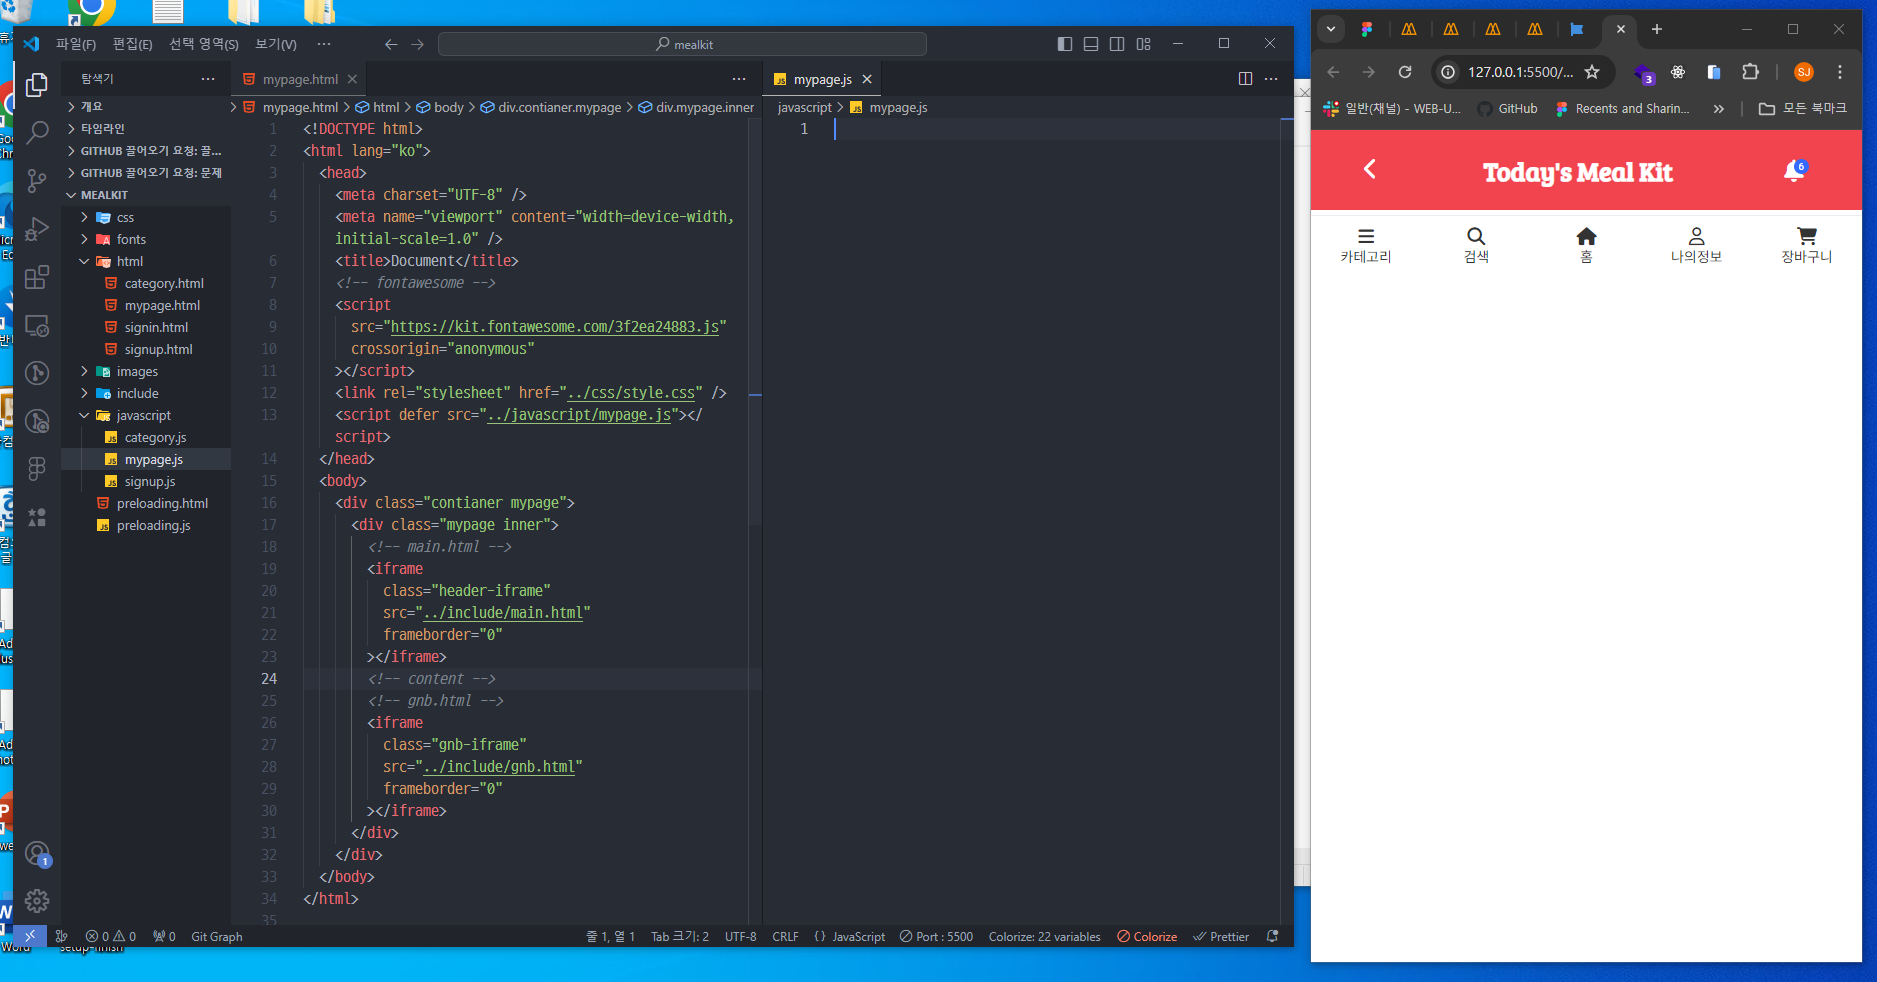 파일(F) 편집(E) 선택 영역(S) 보기(V) ···
mealkit
탐색기 ···
개요
타임라인
GITHUB 끌어오기 요청: 끌...
GITHUB 끌어오기 요청: 문제
MEALKIT
css
fonts
html
category.html
mypage.html
signin.html
signup.html
images
include
javascript
category.js
mypage.js
signup.js
preloading.html
preloading.js
mypage.html
mypage.html > html > body > div.contianer.mypage > div.mypage.inner
1 <!DOCTYPE html>
2 <html lang="ko">
3 <head>
4 <meta charset="UTF-8" />
5 <meta name="viewport" content="width=device-width,
initial-scale=1.0" />
6 <title>Document</title>
7 <!-- fontawesome -->
8 <script
9 src="https://kit.fontawesome.com/3f2ea24883.js"
10 crossorigin="anonymous"
11 ></script>
12 <link rel="stylesheet" href="../css/style.css" />
13 <script defer src="../javascript/mypage.js"></
script>
14 </head>
15 <body>
16 <div class="contianer mypage">
17 <div class="mypage inner">
18 <!-- main.html -->
19 <iframe
20 class="header-iframe"
21 src="../include/main.html"
22 frameborder="0"
23 ></iframe>
24 <!-- content -->
25 <!-- gnb.html -->
26 <iframe
27 class="gnb-iframe"
28 src="../include/gnb.html"
29 frameborder="0"
30 ></iframe>
31 </div>
32 </div>
33 </body>
34 </html>
35
mypage.js
javascript > mypage.js
1
1
0 0 0 Git Graph
줄 1, 열 1 Tab 크기: 2 UTF-8 CRLF { } JavaScript Port : 5500 Colorize: 22 variables Colorize Prettier
127.0.0.1:5500/...
3
SJ
일반(채널) - WEB-U... GitHub Recents and Sharin... » 모든 북마크
Today's Meal Kit
6
카테고리 검색 홈 나의정보 장바구니